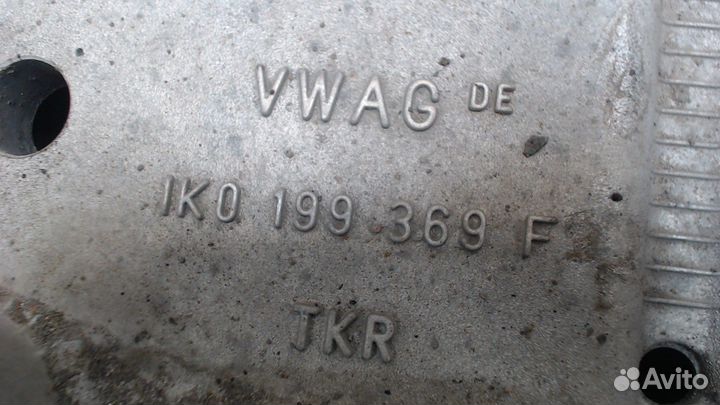 VWAG DE
1K0 199 369 F
TKR
Avito